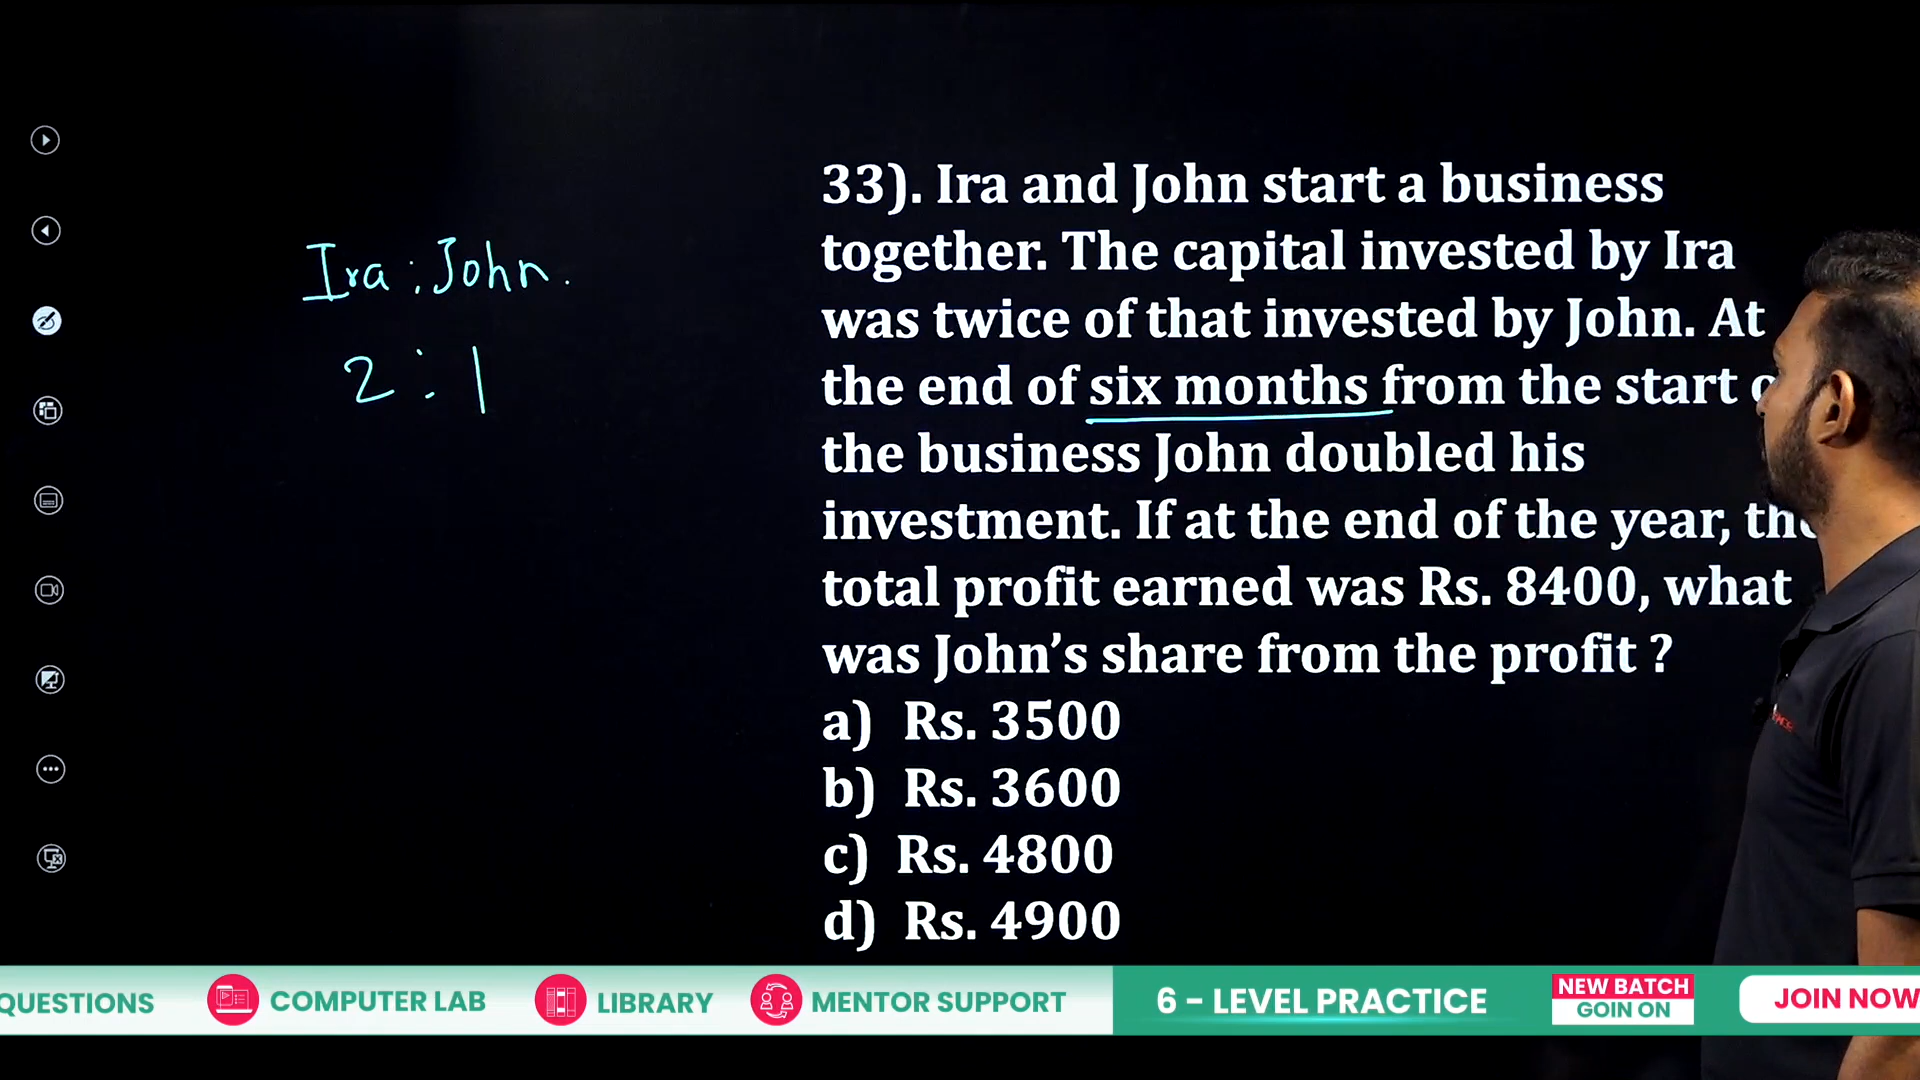 Ira : John.
2 : 1
33). Ira and John start a business
together. The capital invested by Ira
was twice of that invested by John. At
the end of six months from the start
the business John doubled his
investment. If at the end of the year, the
total profit earned was Rs. 8400, what
was John's share from the profit ?
a) Rs. 3500
b) Rs. 3600
c) Rs. 4800
d) Rs. 4900
QUESTIONS COMPUTER LAB LIBRARY MENTOR SUPPORT 6 - LEVEL PRACTICE
NEW BATCH
GOIN ON
JOIN NOW